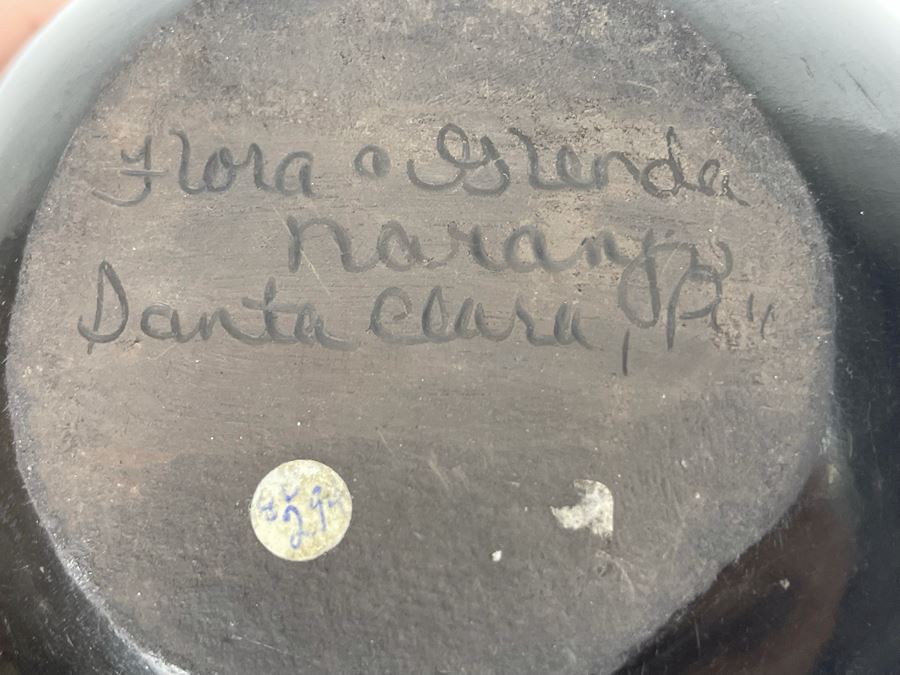 Flora & Glenda
Naranjo
Santa Clara, P.